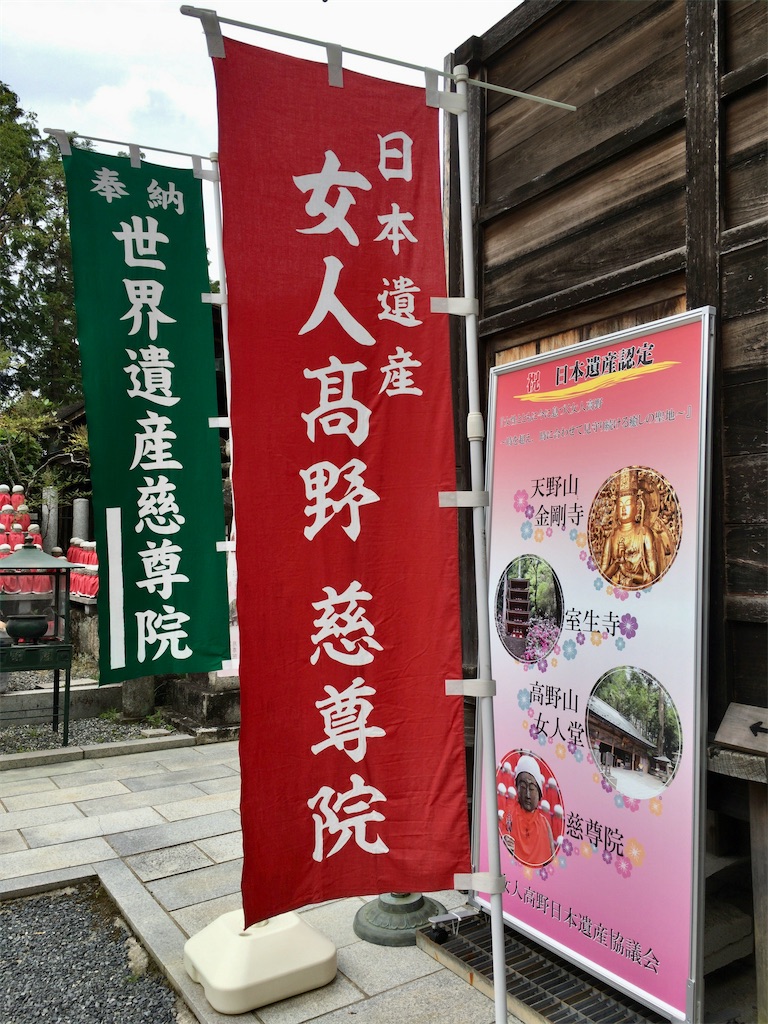 奉納
世界遺産慈尊院
日本遺産
女人髙野 慈尊院
祝 日本遺産認定
天野山
金剛寺
室生寺
高野山
女人堂
慈尊院
女人高野日本遺産協議会